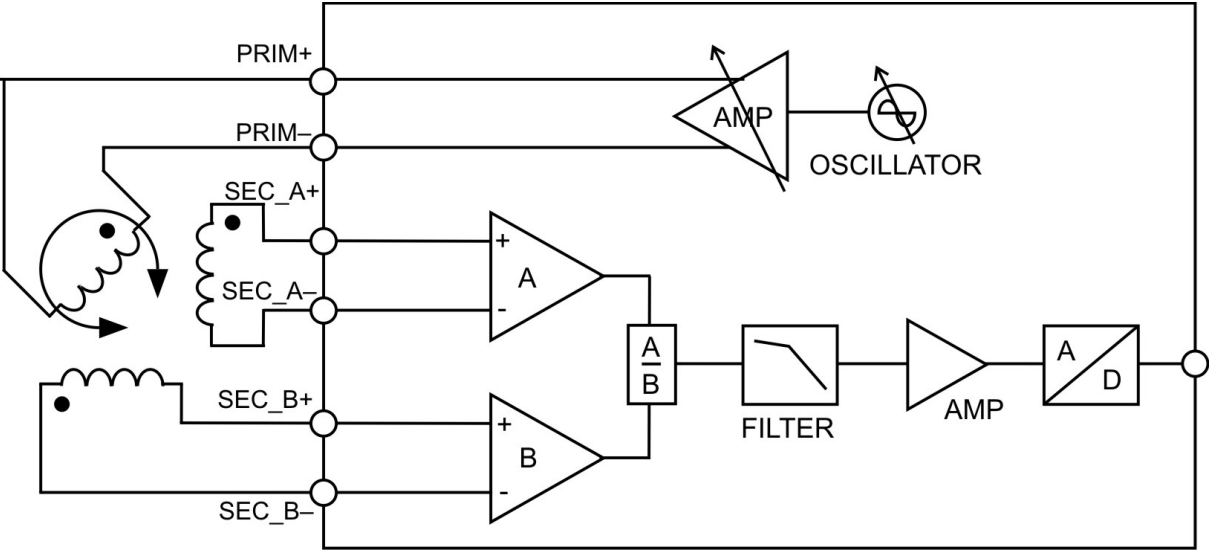 PRIM+
PRIM–
AMP
OSCILLATOR
SEC_A+
+
A
-
SEC_A–
A
B
A
D
SEC_B+
+
B
-
SEC_B–
FILTER
AMP